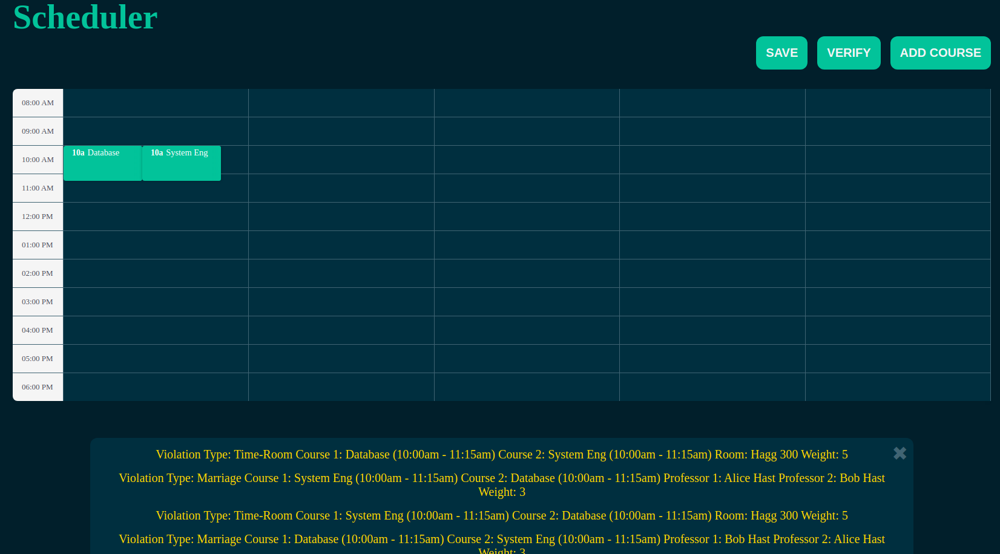 Scheduler
SAVE VERIFY ADD COURSE
08:00 AM
09:00 AM
10:00 AM
10a Database
10a System Eng
11:00 AM
12:00 PM
01:00 PM
02:00 PM
03:00 PM
04:00 PM
05:00 PM
06:00 PM
Violation Type: Time-Room Course 1: Database (10:00am - 11:15am) Course 2: System Eng (10:00am - 11:15am) Room: Hagg 300 Weight: 5
Violation Type: Marriage Course 1: System Eng (10:00am - 11:15am) Course 2: Database (10:00am - 11:15am) Professor 1: Alice Hast Professor 2: Bob Hast
Weight: 3
Violation Type: Time-Room Course 1: System Eng (10:00am - 11:15am) Course 2: Database (10:00am - 11:15am) Room: Hagg 300 Weight: 5
Violation Type: Marriage Course 1: Database (10:00am - 11:15am) Course 2: System Eng (10:00am - 11:15am) Professor 1: Bob Hast Professor 2: Alice Hast
Weight: 3